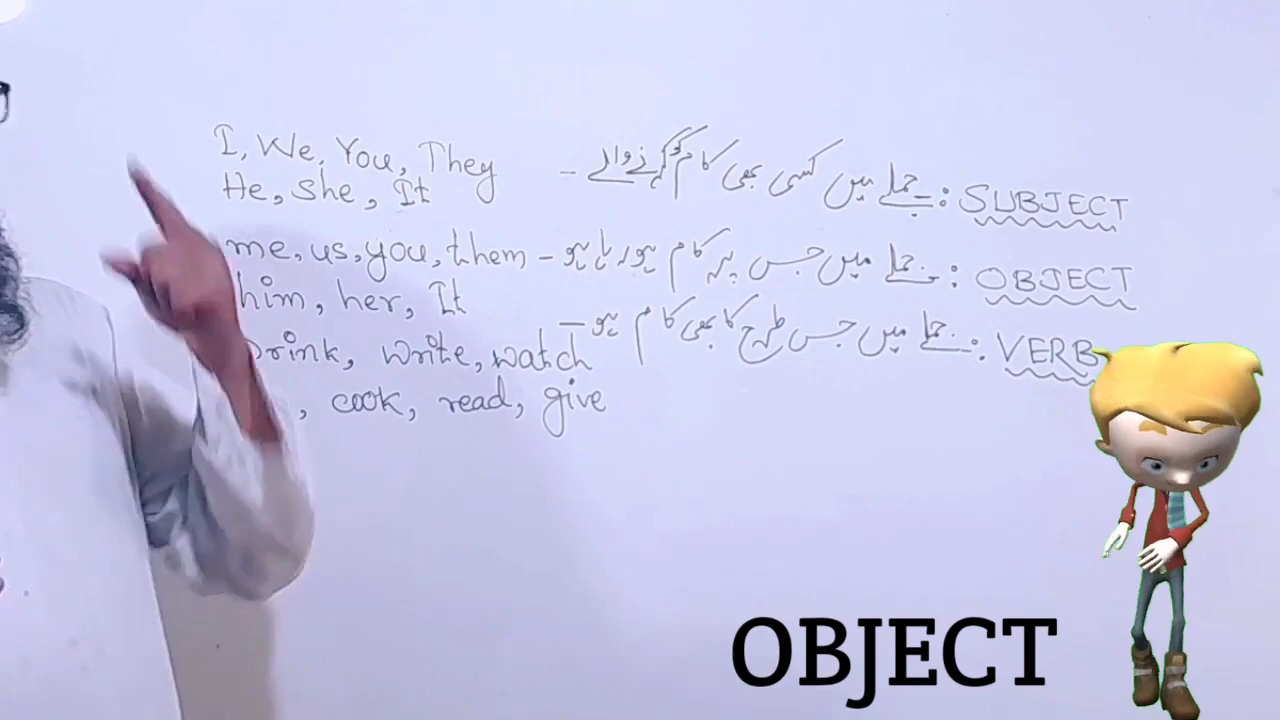 I, We, You, They
He, She, It
SUBJECT : جملے میں کسی بھی کام کو کرنے والے -
me, us, you, them
him, her, It
OBJECT : جملے میں جس پر کام ہو رہا ہو -
Drink, write, watch
, cook, read, give
VERB : جملے میں جس طرح کا بھی کام ہو -
OBJECT